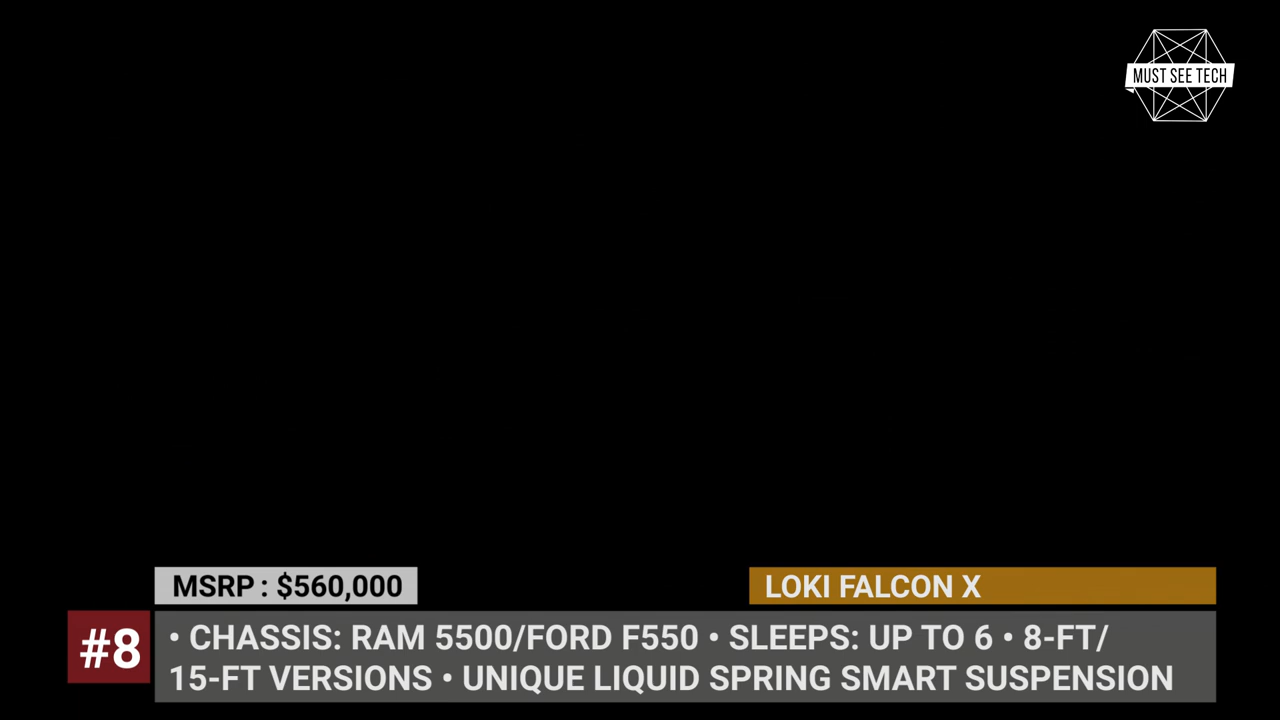 MUST SEE TECH
MSRP : $560,000
LOKI FALCON X
#8
• CHASSIS: RAM 5500/FORD F550 • SLEEPS: UP TO 6 • 8-FT/
15-FT VERSIONS • UNIQUE LIQUID SPRING SMART SUSPENSION